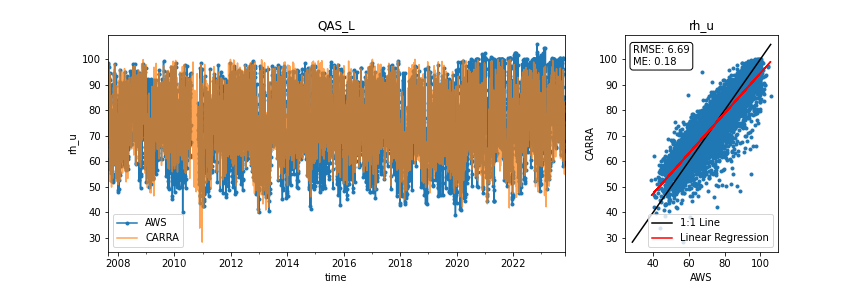 QAS_L
rh_u
100
90
80
70
60
50
40
30
rh_u
AWS
CARRA
2008
2010
2012
2014
2016
2018
2020
2022
time
rh_u
RMSE: 6.69
ME: 0.18
100
90
80
70
60
50
40
30
CARRA
1:1 Line
Linear Regression
40
60
80
100
AWS